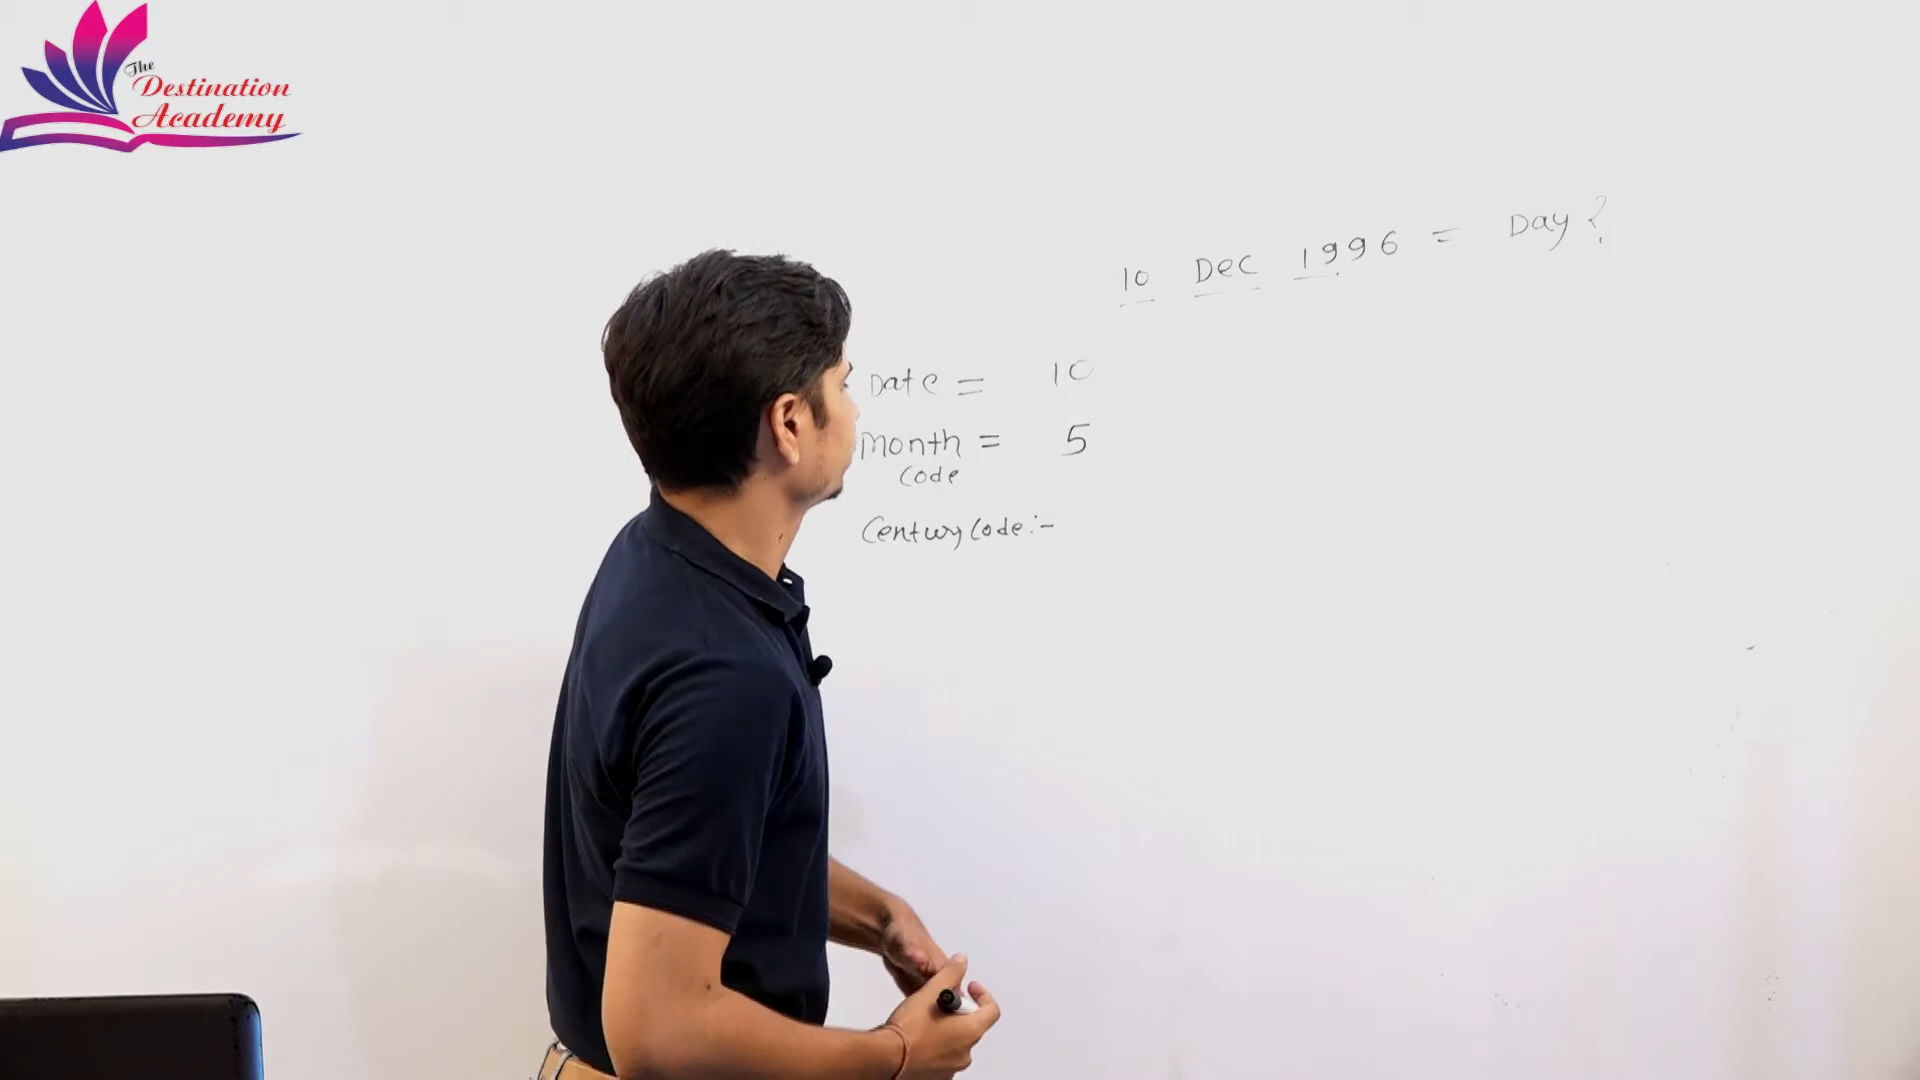 The
Destination
Academy
10 Dec 1996 = Day?
Date = 10
Month = 5
Code
Century Code :-